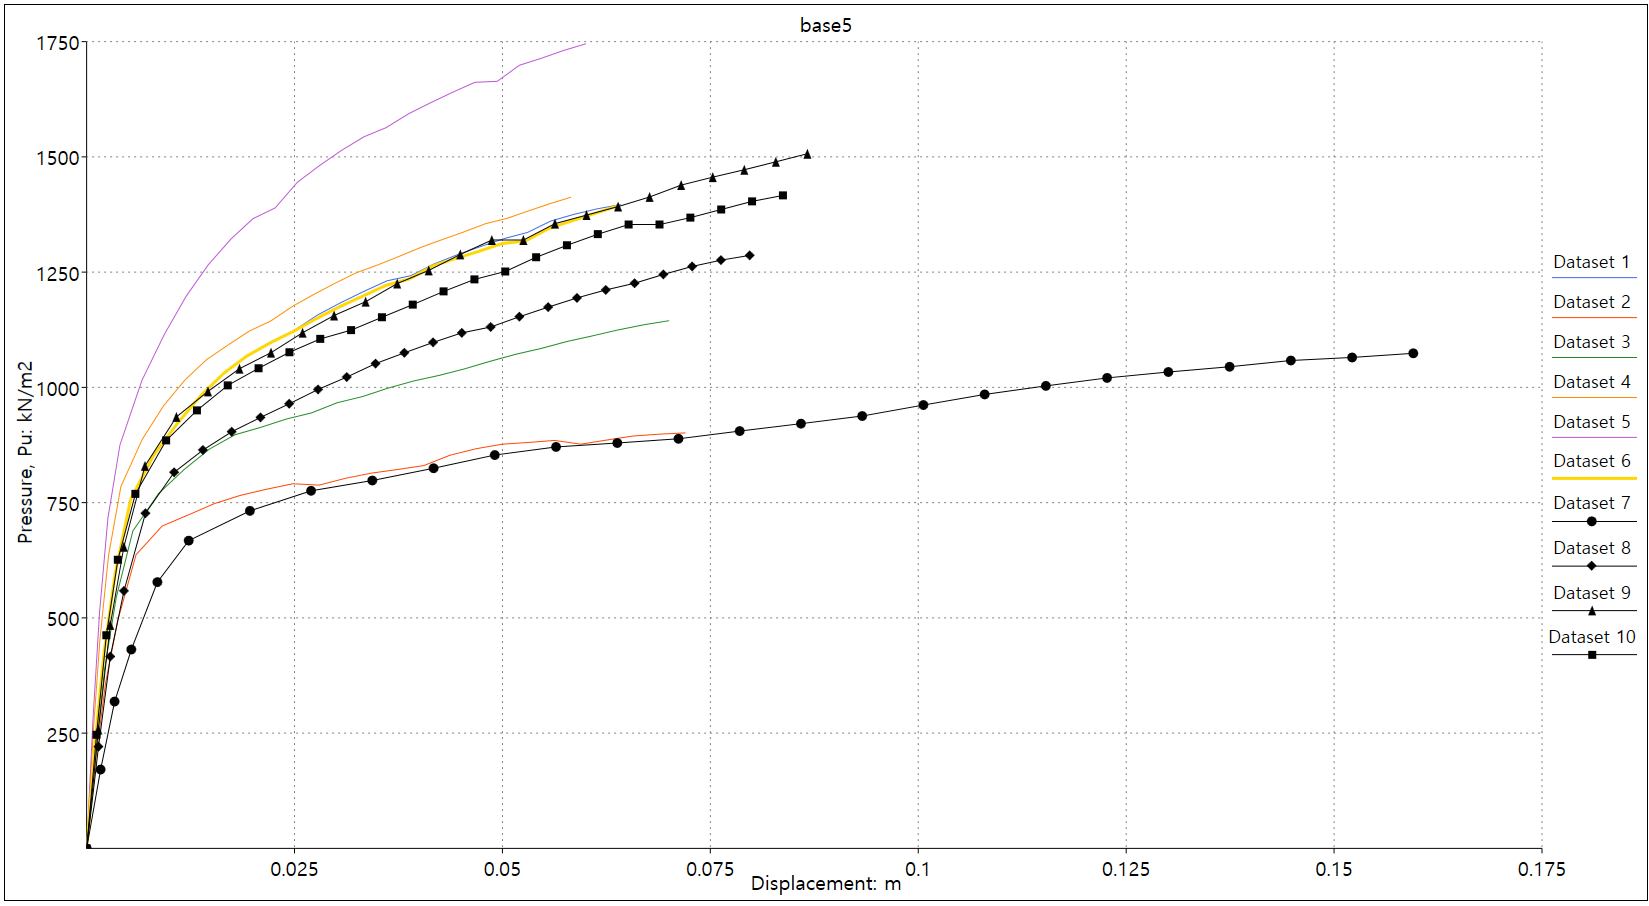 base5
1750
1500
1250
1000
750
500
250
Pressure, Pu: kN/m2
0.025
0.05
0.075
0.1
0.125
0.15
0.175
Displacement: m
Dataset 1
Dataset 2
Dataset 3
Dataset 4
Dataset 5
Dataset 6
Dataset 7
Dataset 8
Dataset 9
Dataset 10